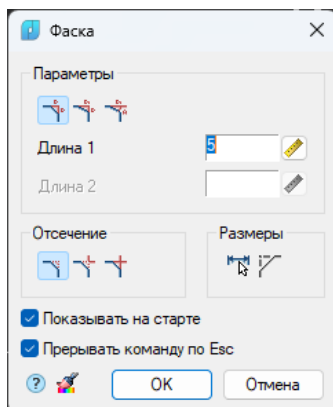 Фаска
Параметры
Длина 1
5
Длина 2
Отсечение
Размеры
Показывать на старте
Прерывать команду по Esc
OK
Отмена